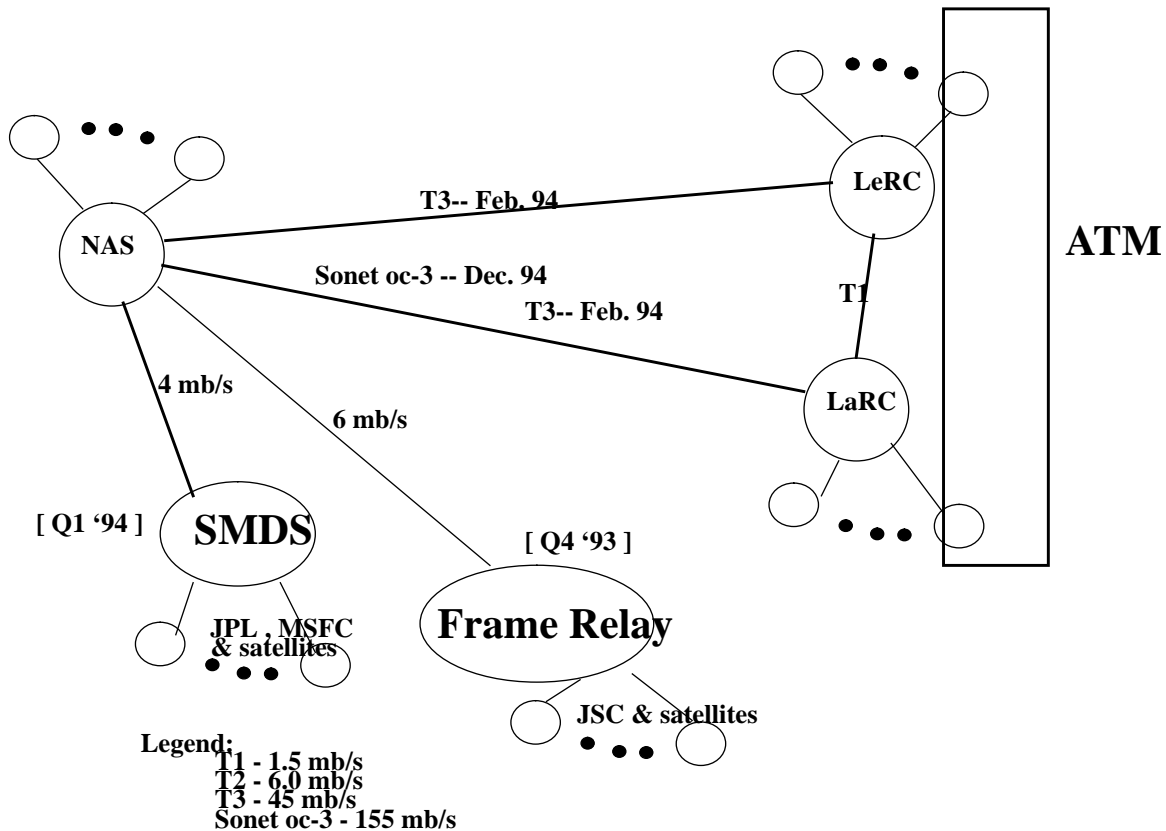 LeRC
T3-- Feb. 94
NAS
ATM
Sonet oc-3 -- Dec. 94
T1
T3-- Feb. 94
4 mb/s
LaRC
6 mb/s
[ Q1 ‘94 ]
SMDS
[ Q4 ‘93 ]
Frame Relay
JPL , MSFC
& satellites
JSC & satellites
Legend:
T1 - 1.5 mb/s
T2 - 6.0 mb/s
T3 - 45 mb/s
Sonet oc-3 - 155 mb/s